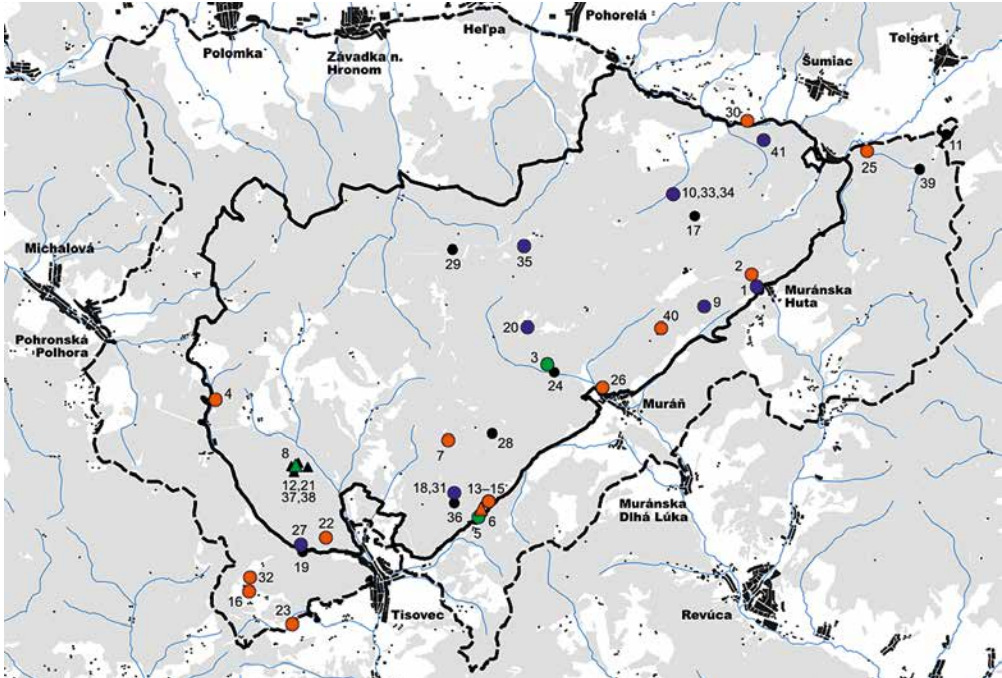 Pohorelá
Heľpa
Polomka
Závadka n.
Hronom
Telgárt
Šumiac
30
41
11
25
39
10,33,34
17
Michalová
29
35
2
1
Muránska
Huta
9
40
20
Pohronská
Polhora
3
24
26
4
Muráň
28
7
8
12,21
37,38
18,31
13–15
36
6
5
Muránska
Dlhá Lúka
22
27
19
32
16
23
Tisovec
Revúca